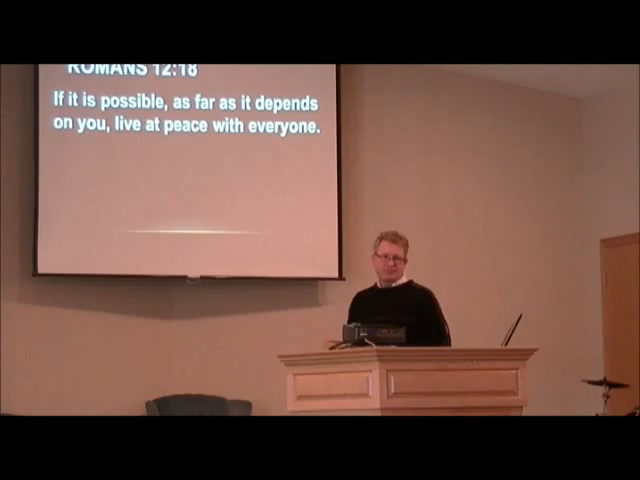 ROMANS 12:18
If it is possible, as far as it depends
on you, live at peace with everyone.